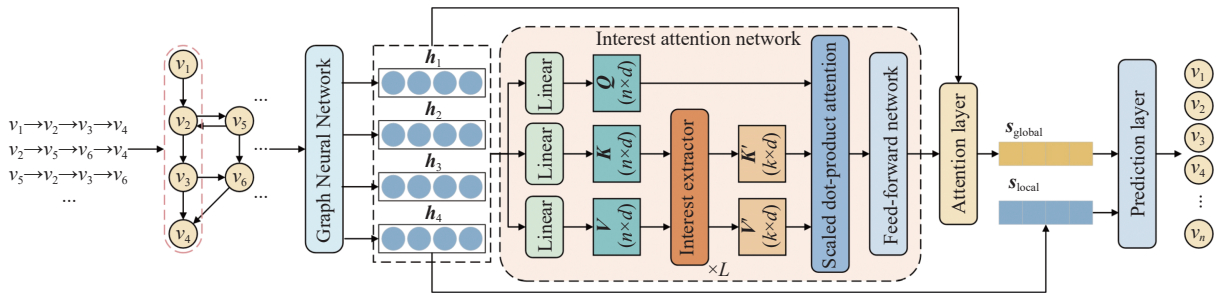 v1→v2→v3→v4
v2→v5→v6→v4
v5→v2→v3→v6
...
v1
v2
v3
v4
v5
v6
...
...
...
Graph Neural Network
h1
h2
h3
h4
Interest attention network
Linear
Linear
Linear
Q
(n×d)
K
(n×d)
V
(n×d)
Interest extractor
K′
(k×d)
V′
(k×d)
×L
Scaled dot-product attention
Feed-forward network
Attention layer
sglobal
slocal
Prediction layer
v1
v2
v3
v4
⋮
vn